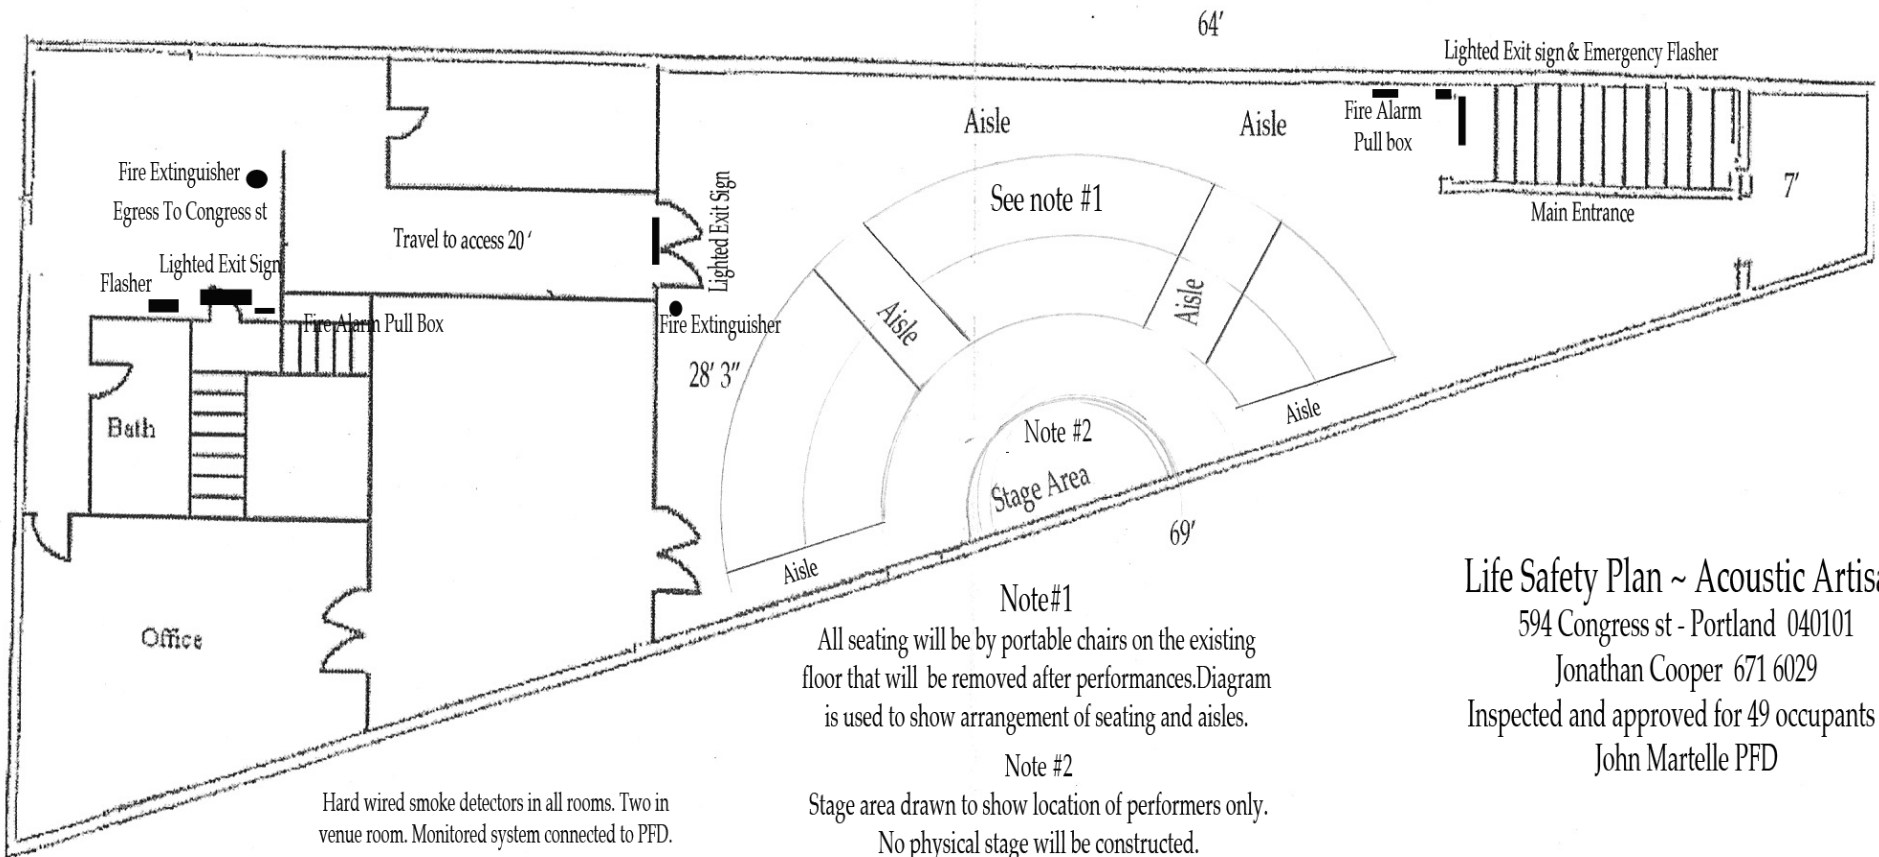 64'
Lighted Exit sign & Emergency Flasher
Aisle
Aisle
Fire Alarm
Pull box
Fire Extinguisher
Egress To Congress st
Travel to access 20 '
Lighted Exit Sign
See note #1
7'
Main Entrance
Flasher
Lighted Exit Sign
Fire Alarm Pull Box
Fire Extinguisher
Aisle
Aisle
28' 3"
Bath
Aisle
Note #2
Stage Area
69'
Aisle
Office
Note#1
All seating will be by portable chairs on the existing
floor that will be removed after performances.Diagram
is used to show arrangement of seating and aisles.
Note #2
Stage area drawn to show location of performers only.
No physical stage will be constructed.
Hard wired smoke detectors in all rooms. Two in
venue room. Monitored system connected to PFD.
Life Safety Plan ~ Acoustic Artisa
594 Congress st - Portland 040101
Jonathan Cooper 671 6029
Inspected and approved for 49 occupants
John Martelle PFD